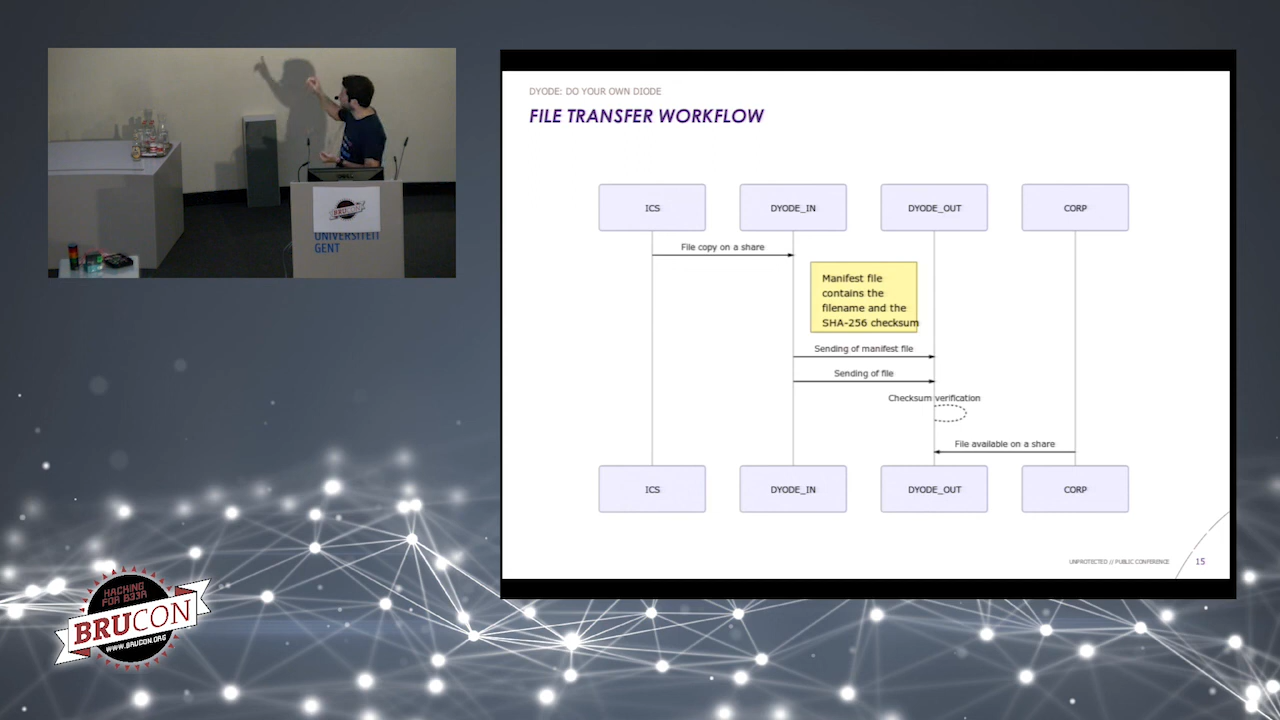 DYODE: DO YOUR OWN DIODE
FILE TRANSFER WORKFLOW
ICS
DYODE_IN
DYODE_OUT
CORP
File copy on a share
Manifest file
contains the
filename and the
SHA-256 checksum
Sending of manifest file
Sending of file
Checksum verification
File available on a share
ICS
DYODE_IN
DYODE_OUT
CORP
UNPROTECTED // PUBLIC CONFERENCE
15
BRUCON
UNIVERSITEIT
GENT
HACKING
FOR B33R
BRUCON
WWW.BRUCON.ORG